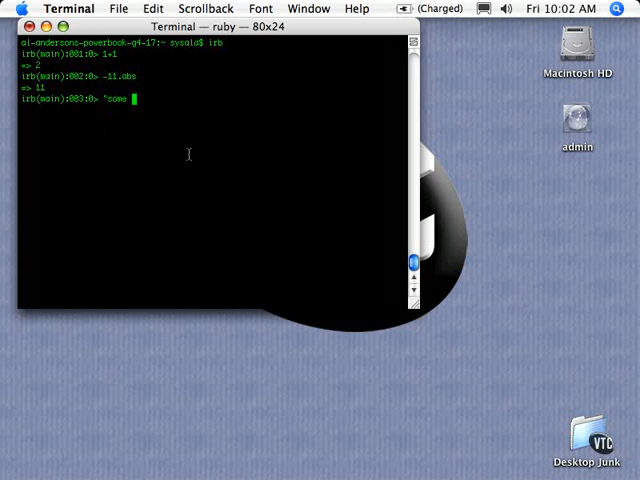 Terminal File Edit Scrollback Font Window Help (Charged) Fri 10:02 AM
Terminal — ruby — 80x24
al-andersons-powerbook-g4-17:~ sysala$ irb
irb(main):001:0> 1+1
=> 2
irb(main):002:0> -11.abs
=> 11
irb(main):003:0> "some
Macintosh HD
admin
VTC
Desktop Junk